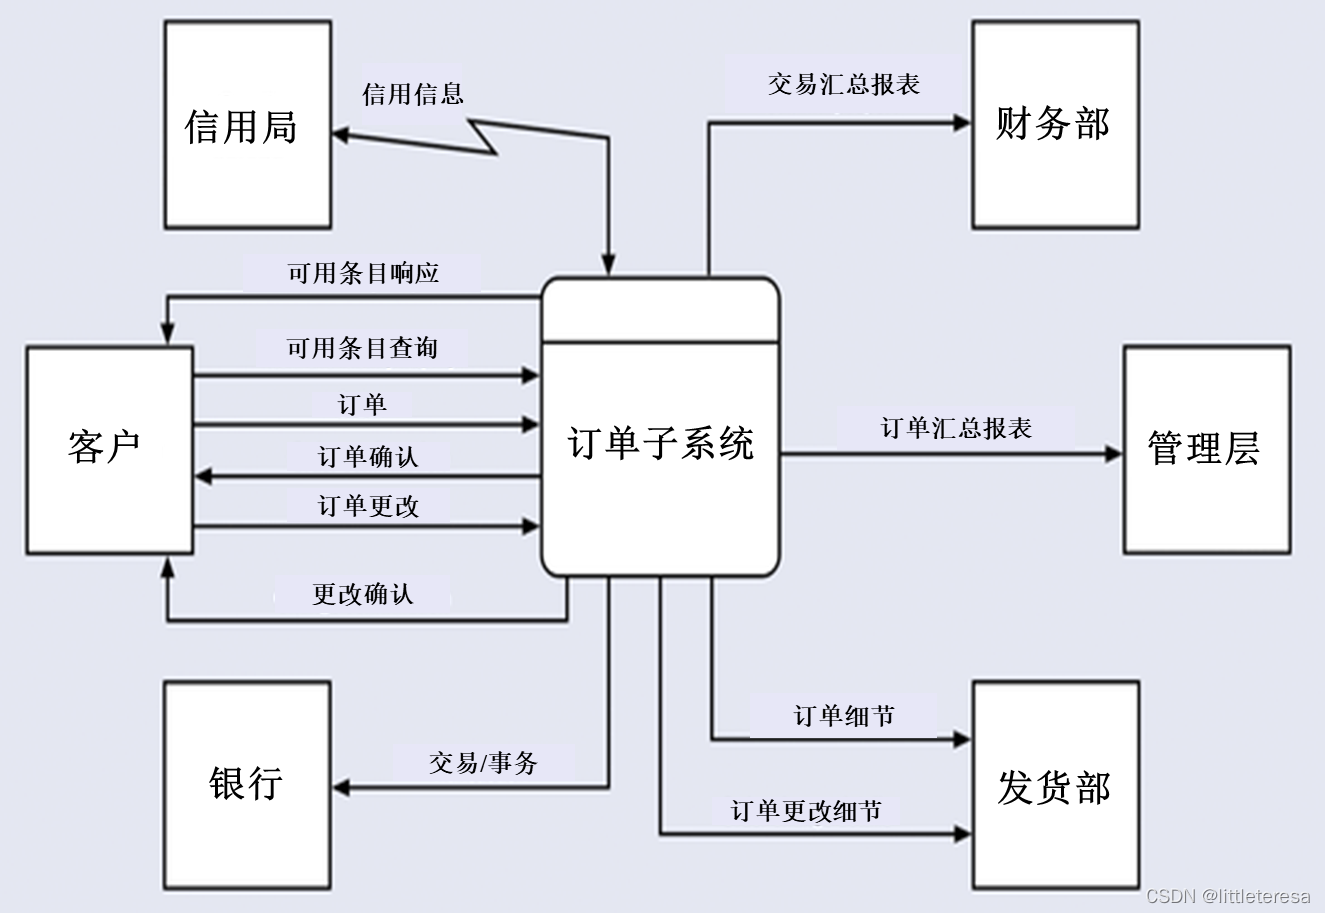 信用局
信用信息
交易汇总报表
财务部
可用条目响应
可用条目查询
订单
订单确认
订单更改
更改确认
客户
订单子系统
订单汇总报表
管理层
银行
交易/事务
订单细节
订单更改细节
发货部
CSDN @littleteresa